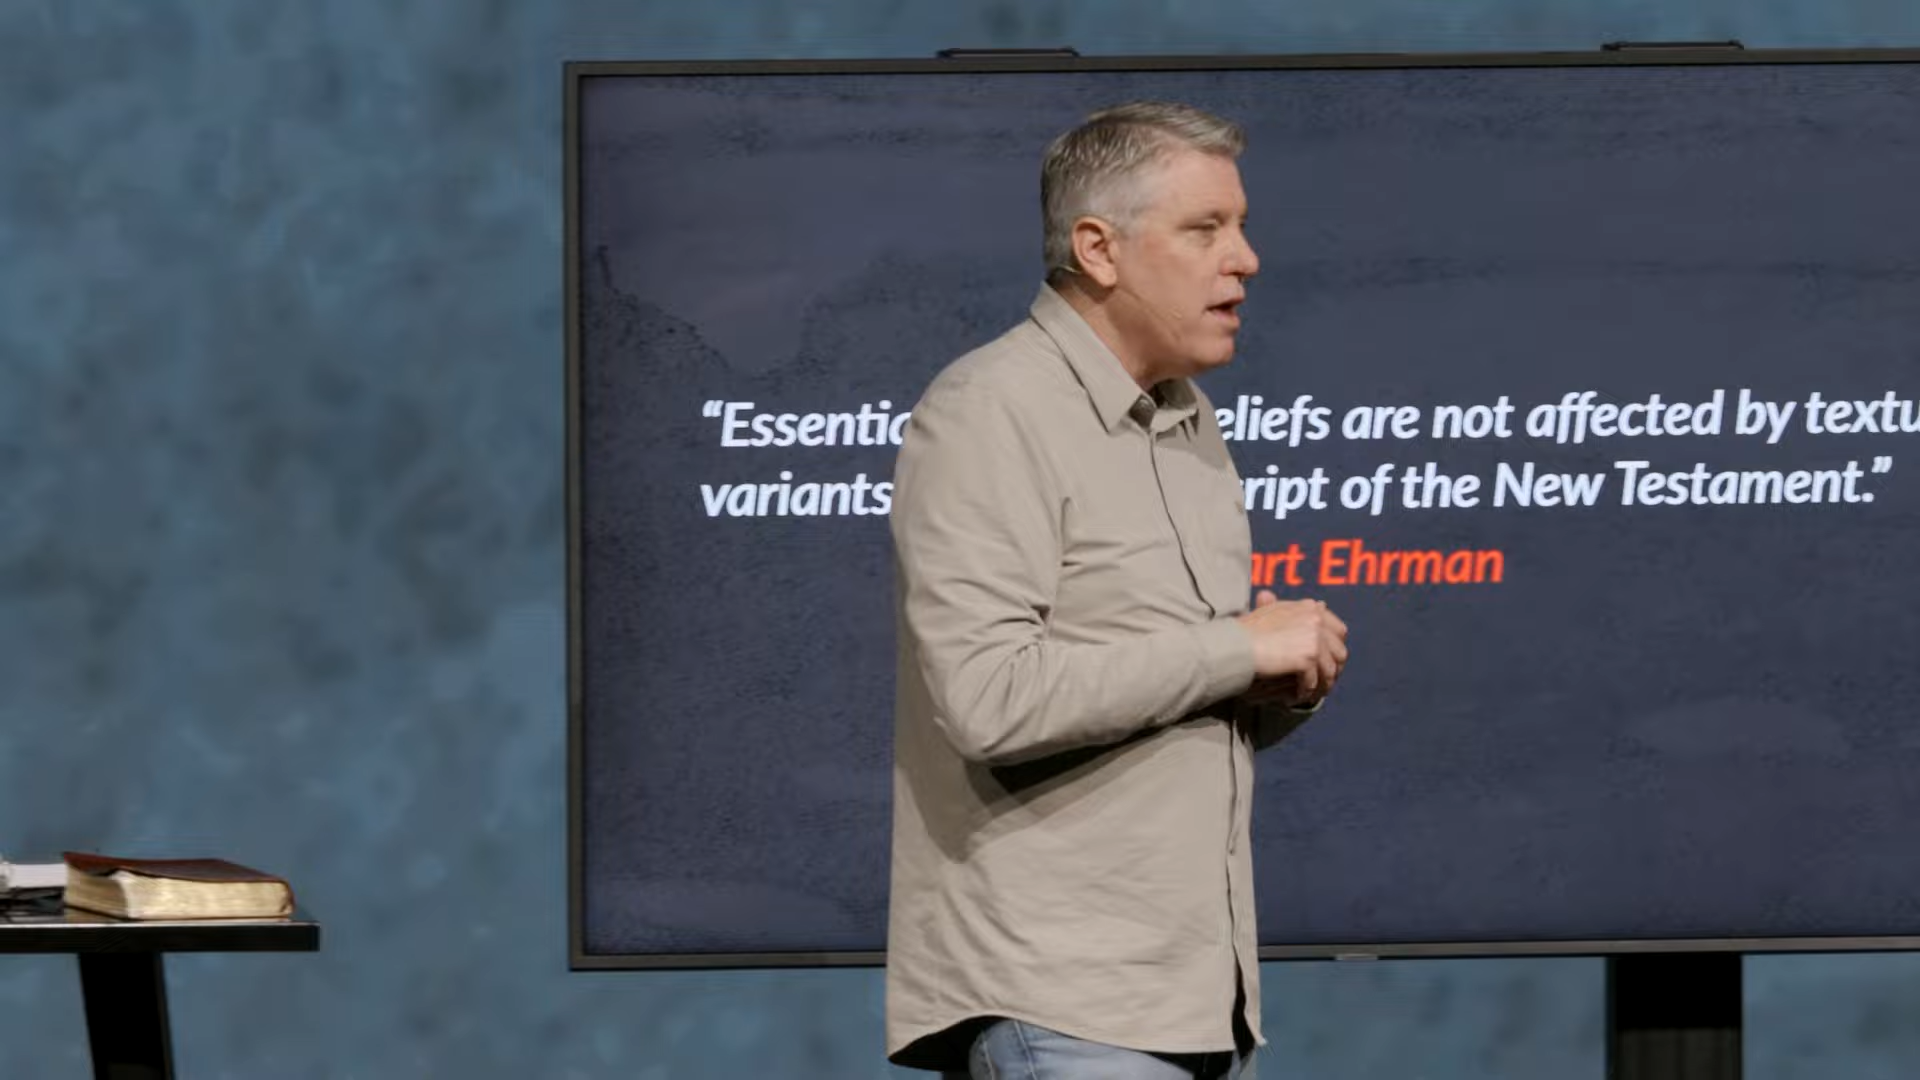 “Essentic eliefs are not affected by textu
variants ript of the New Testament.”
art Ehrman